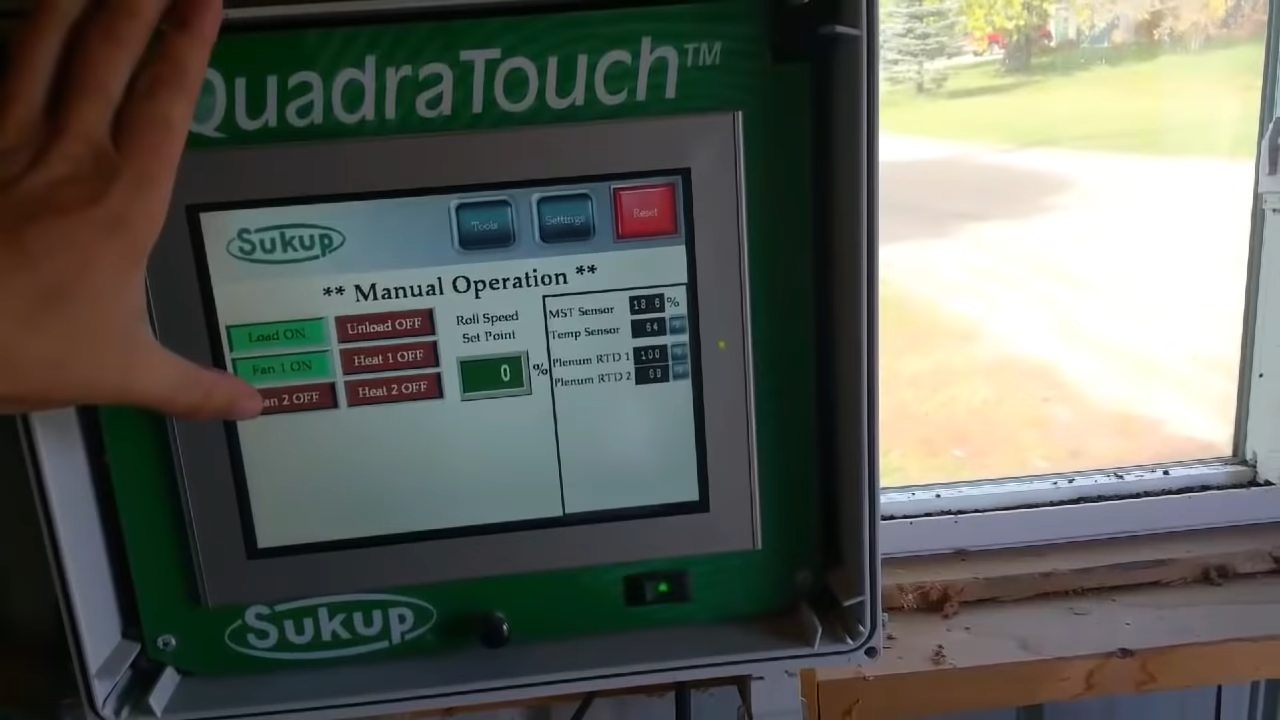 QuadraTouch™
Sukup
Tools
Settings
Reset
** Manual Operation **
Load ON
Unload OFF
Fan 1 ON
Heat 1 OFF
an 2 OFF
Heat 2 OFF
Roll Speed
Set Point
0 %
MST Sensor 18.6 %
Temp Sensor 64
Plenum RTD 1 100
Plenum RTD 2 69
Sukup